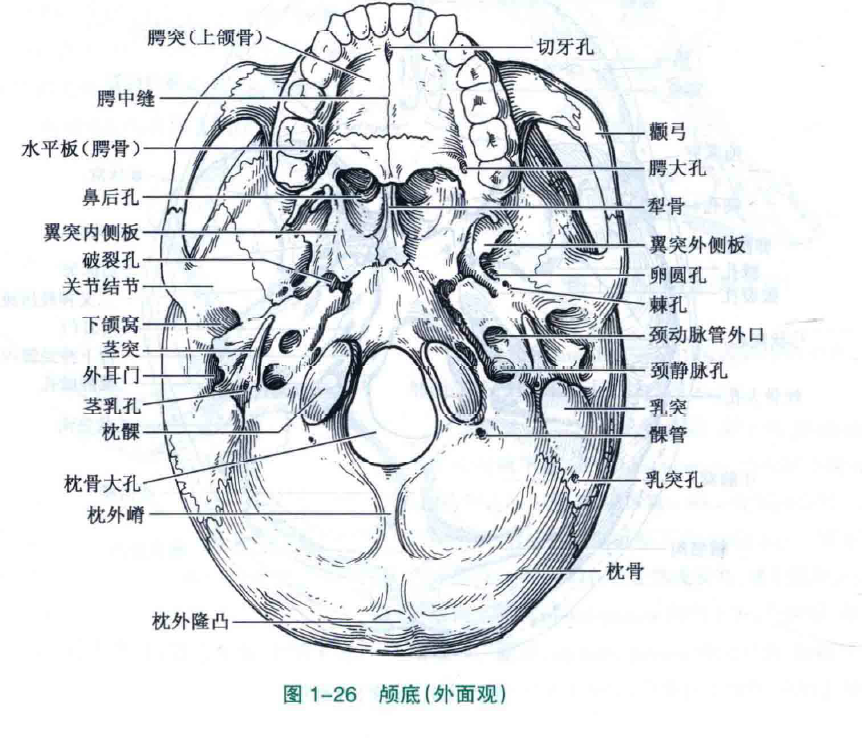 腭突(上颌骨)
切牙孔
腭中缝
颧弓
水平板(腭骨)
腭大孔
鼻后孔
犁骨
翼突内侧板
翼突外侧板
破裂孔
卵圆孔
关节结节
棘孔
下颌窝
颈动脉管外口
茎突
外耳门
颈静脉孔
茎乳孔
乳突
枕髁
髁管
枕骨大孔
乳突孔
枕外嵴
枕骨
枕外隆凸
图 1-26 颅底(外面观)